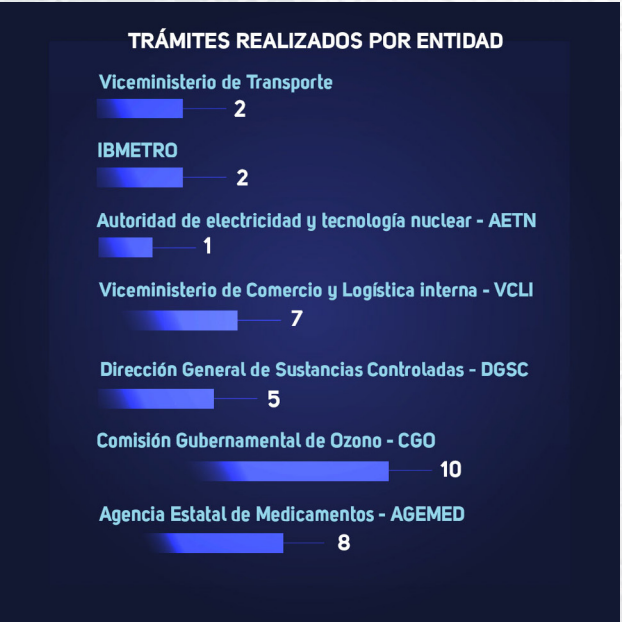 TRÁMITES REALIZADOS POR ENTIDAD
Viceministerio de Transporte
2
IBMETRO
2
Autoridad de electricidad y tecnología nuclear - AETN
1
Viceministerio de Comercio y Logística interna - VCLI
7
Dirección General de Sustancias Controladas - DGSC
5
Comisión Gubernamental de Ozono - CGO
10
Agencia Estatal de Medicamentos - AGEMED
8